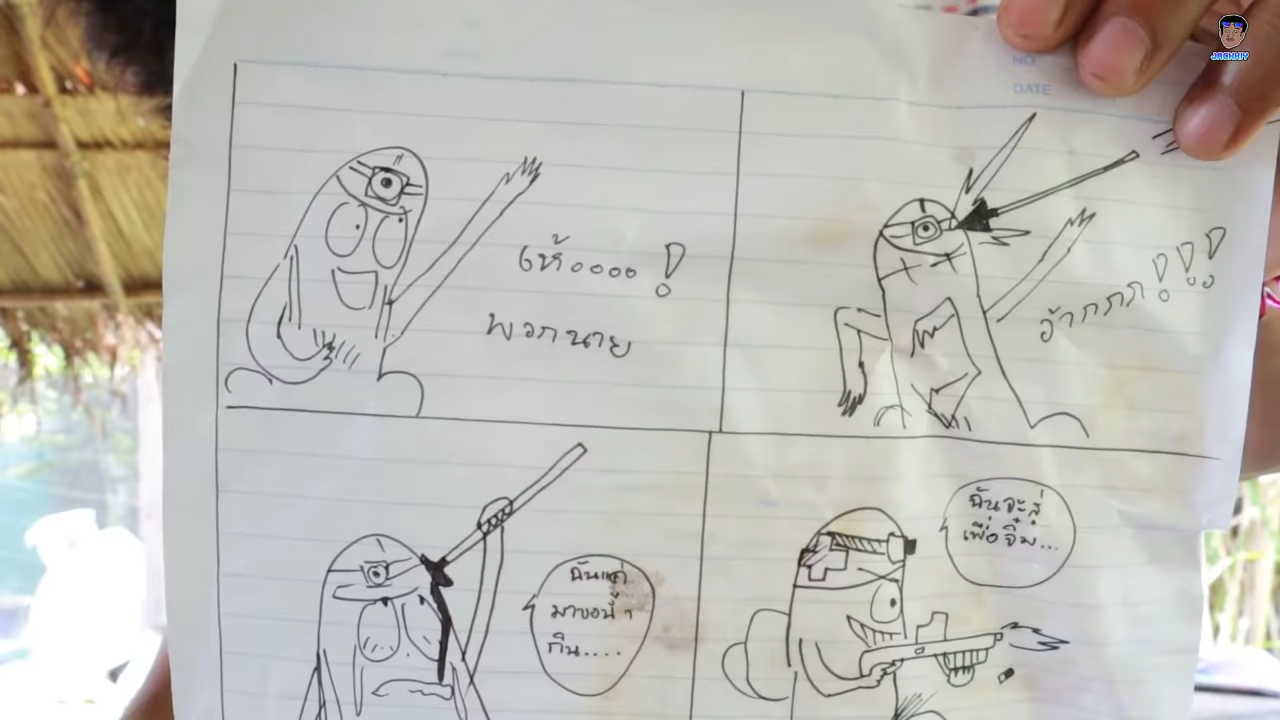 เห้oooo!
พวกนาย
อ๊ากกกก!!!
ฉันแค่
มาขอน้ำ
กิน....
ฉันจะสู้
เพื่อจิ๋ม...
NO
DATE
JACKKIY